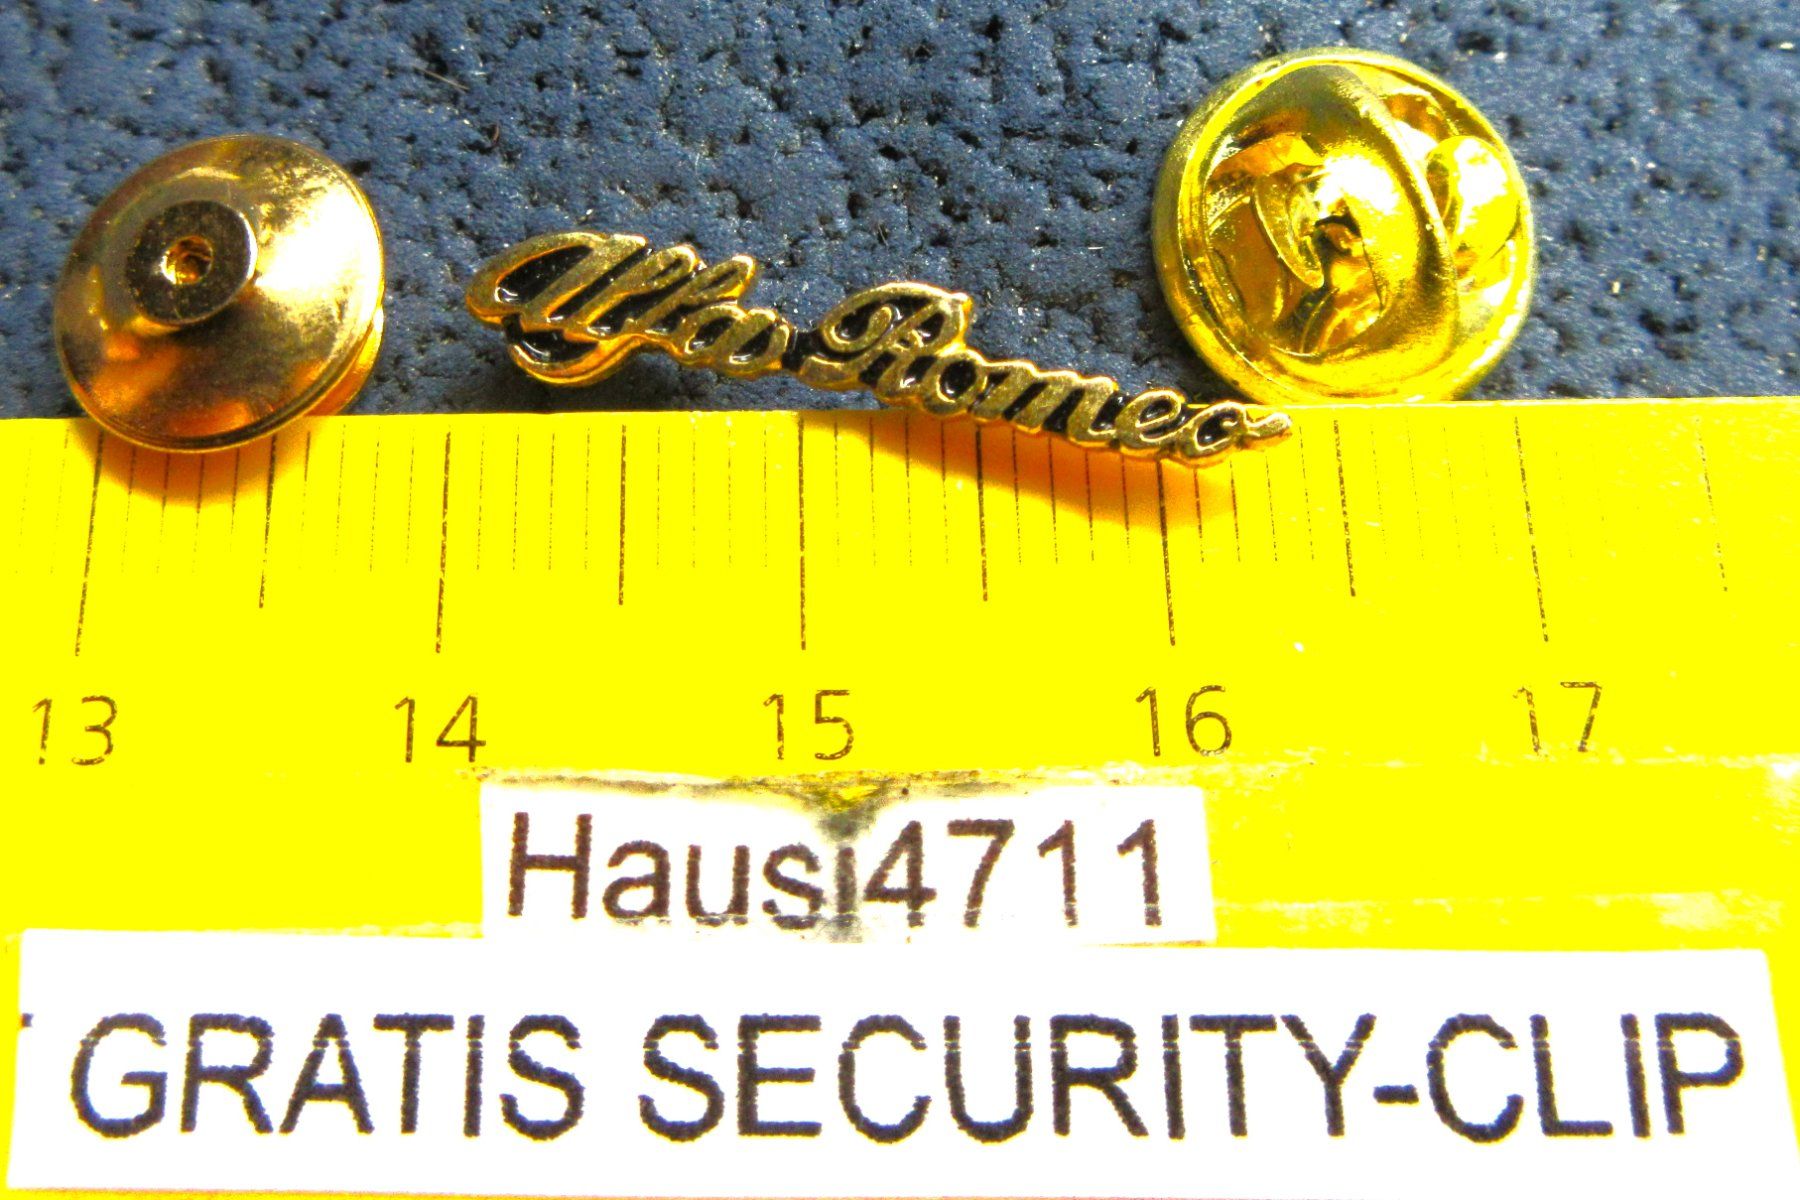 Alfa Romeo
13 14 15 16 17
Hausi4711
GRATIS SECURITY-CLIP